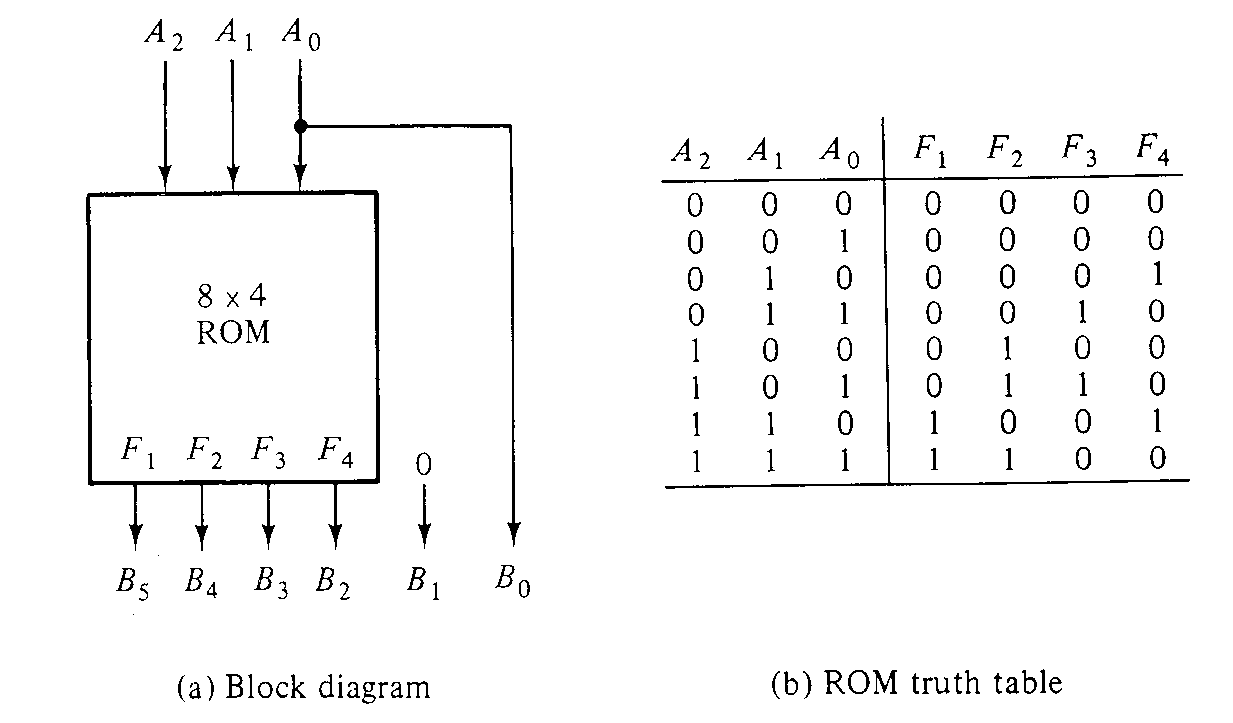 A2 A1 A0
8 × 4
ROM
F1 F2 F3 F4
0
B5 B4 B3 B2 B1 B0
(a) Block diagram
A2 A1 A0 F1 F2 F3 F4
0 0 0 0 0 0 0
0 0 1 0 0 0 0
0 1 0 0 0 0 1
0 1 1 0 0 1 0
1 0 0 0 1 0 0
1 0 1 0 1 1 0
1 1 0 1 0 0 1
1 1 1 1 1 0 0
(b) ROM truth table